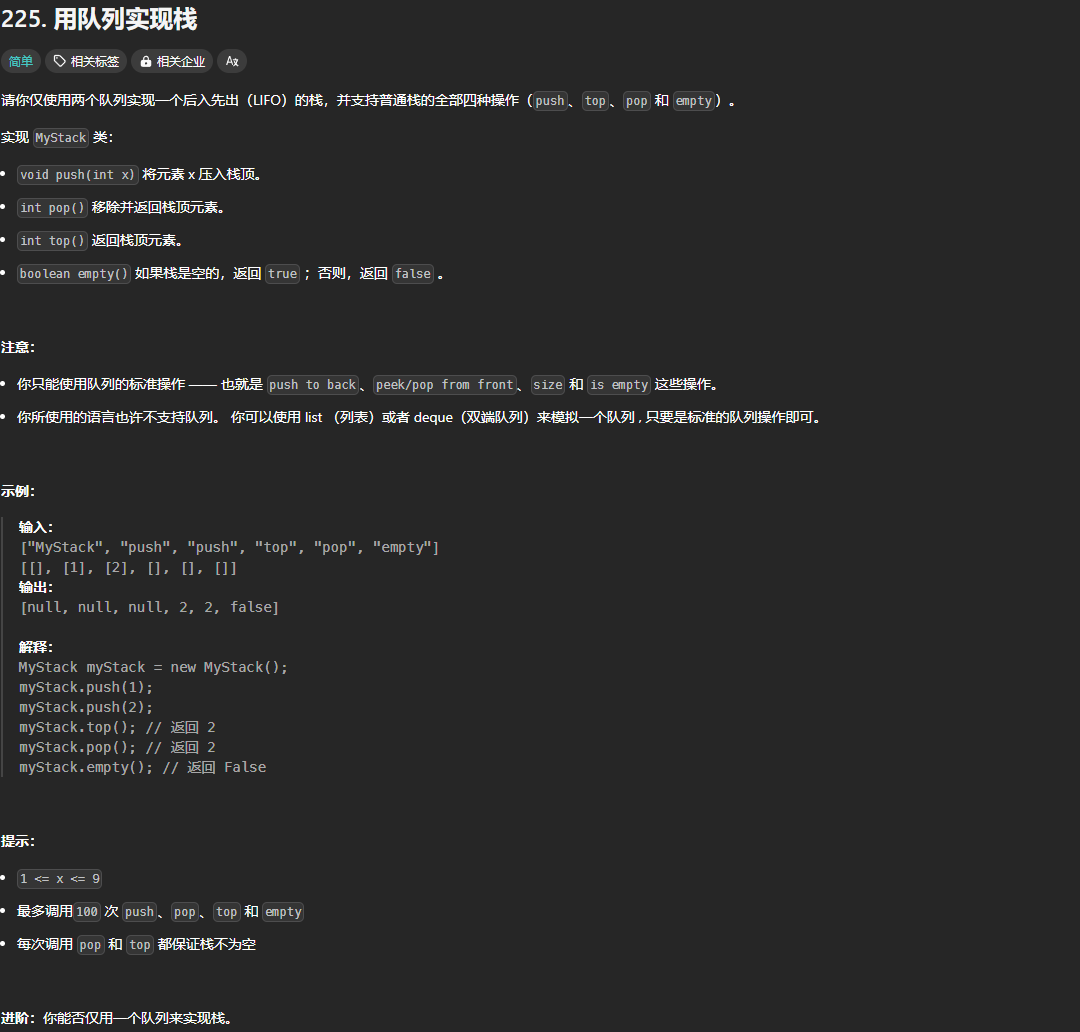 225. 用队列实现栈
简单 相关标签 相关企业 Ax
请你仅使用两个队列实现一个后入先出（LIFO）的栈，并支持普通栈的全部四种操作（push、top、pop 和 empty）。
实现 MyStack 类：
• void push(int x) 将元素 x 压入栈顶。
• int pop() 移除并返回栈顶元素。
• int top() 返回栈顶元素。
• boolean empty() 如果栈是空的，返回 true ；否则，返回 false 。
注意：
• 你只能使用队列的标准操作 —— 也就是 push to back、peek/pop from front、size 和 is empty 这些操作。
• 你所使用的语言也许不支持队列。 你可以使用 list （列表）或者 deque（双端队列）来模拟一个队列 , 只要是标准的队列操作即可。
示例：
输入：
["MyStack", "push", "push", "top", "pop", "empty"]
[[], [1], [2], [], [], []]
输出：
[null, null, null, 2, 2, false]
解释：
MyStack myStack = new MyStack();
myStack.push(1);
myStack.push(2);
myStack.top(); // 返回 2
myStack.pop(); // 返回 2
myStack.empty(); // 返回 False
提示：
• 1 <= x <= 9
• 最多调用100 次 push、pop、top 和 empty
• 每次调用 pop 和 top 都保证栈不为空
进阶：你能否仅用一个队列来实现栈。